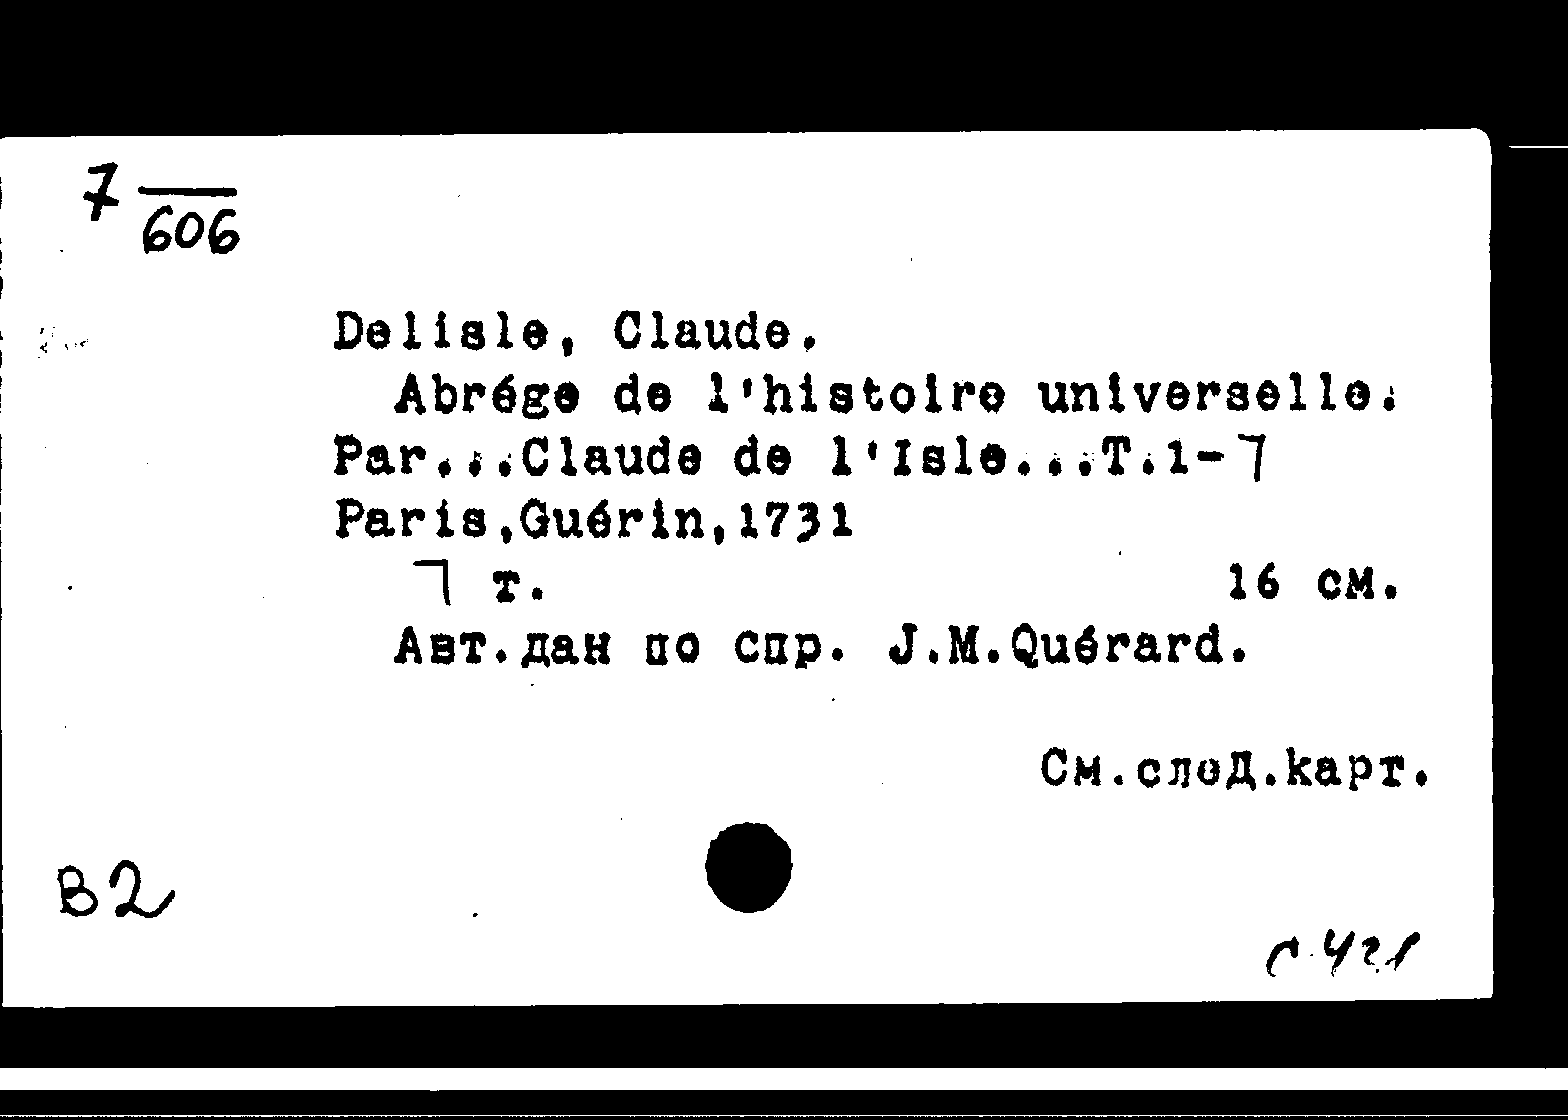 7
606
Delisle, Claude.
Abrége de l'histoire universelle.
Par...Claude de l'Isle...T.1-7
Paris,Guérin,1731
7 т. 16 см.
Авт.дан по спр. J.M.Quérard.
См.след.карт.
B2